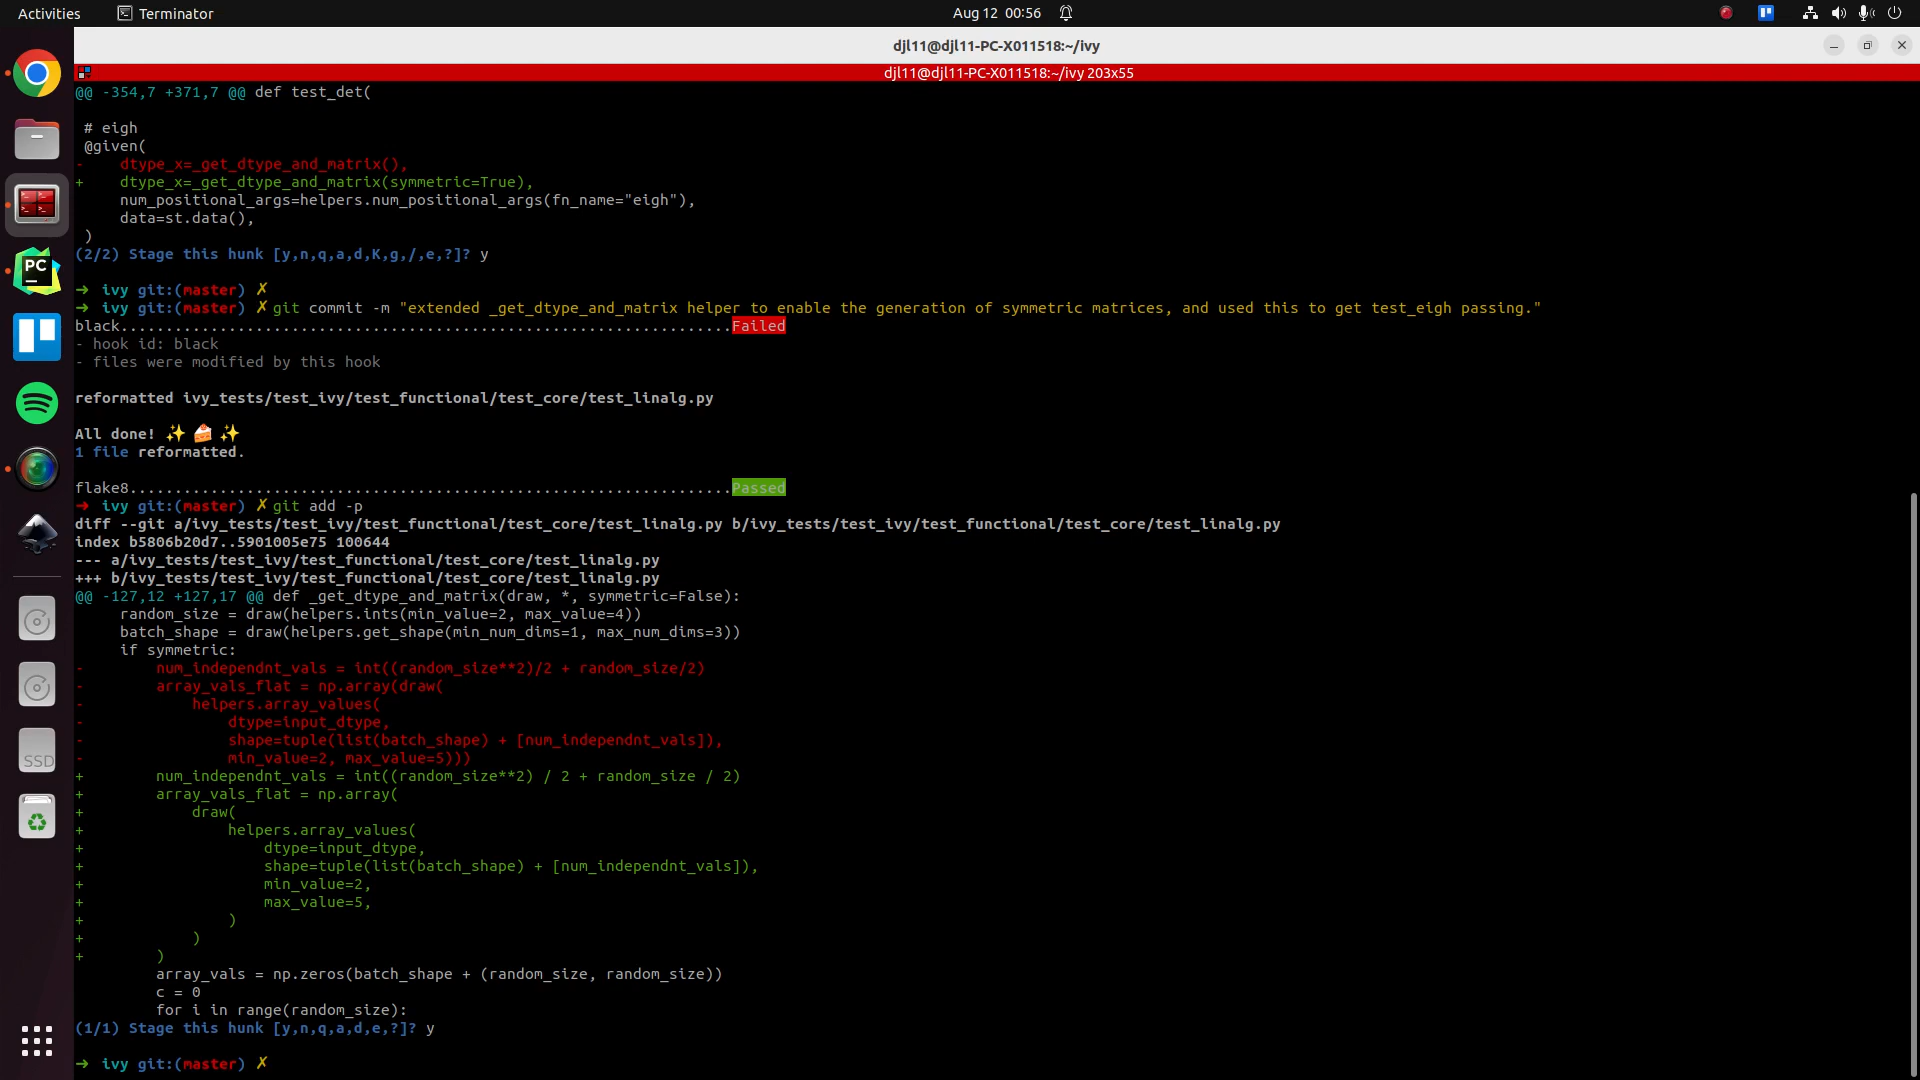 Activities
Terminator
Aug 12 00:56
djl11@djl11-PC-X011518:~/ivy
djl11@djl11-PC-X011518:~/ivy 203x55
@@ -354,7 +371,7 @@ def test_det(
# eigh
@given(
-    dtype_x=_get_dtype_and_matrix(),
+    dtype_x=_get_dtype_and_matrix(symmetric=True),
num_positional_args=helpers.num_positional_args(fn_name="eigh"),
data=st.data(),
)
(2/2) Stage this hunk [y,n,q,a,d,K,g,/,e,?]? y
➜ ivy git:(master) ✗
➜ ivy git:(master) ✗ git commit -m "extended _get_dtype_and_matrix helper to enable the generation of symmetric matrices, and used this to get test_eigh passing."
black....................................................................Failed
- hook id: black
- files were modified by this hook
reformatted ivy_tests/test_ivy/test_functional/test_core/test_linalg.py
All done! ✨ 🍰 ✨
1 file reformatted.
flake8...................................................................Passed
➜ ivy git:(master) ✗ git add -p
diff --git a/ivy_tests/test_ivy/test_functional/test_core/test_linalg.py b/ivy_tests/test_ivy/test_functional/test_core/test_linalg.py
index b5806b20d7..5901005e75 100644
--- a/ivy_tests/test_ivy/test_functional/test_core/test_linalg.py
+++ b/ivy_tests/test_ivy/test_functional/test_core/test_linalg.py
@@ -127,12 +127,17 @@ def _get_dtype_and_matrix(draw, *, symmetric=False):
random_size = draw(helpers.ints(min_value=2, max_value=4))
batch_shape = draw(helpers.get_shape(min_num_dims=1, max_num_dims=3))
if symmetric:
-        num_independnt_vals = int((random_size**2)/2 + random_size/2)
-        array_vals_flat = np.array(draw(
-            helpers.array_values(
-                dtype=input_dtype,
-                shape=tuple(list(batch_shape) + [num_independnt_vals]),
-                min_value=2, max_value=5)))
+        num_independnt_vals = int((random_size**2) / 2 + random_size / 2)
+        array_vals_flat = np.array(
+            draw(
+                helpers.array_values(
+                    dtype=input_dtype,
+                    shape=tuple(list(batch_shape) + [num_independnt_vals]),
+                    min_value=2,
+                    max_value=5,
+                )
+            )
+        )
array_vals = np.zeros(batch_shape + (random_size, random_size))
c = 0
for i in range(random_size):
(1/1) Stage this hunk [y,n,q,a,d,e,?]? y
➜ ivy git:(master) ✗
PC
SSD